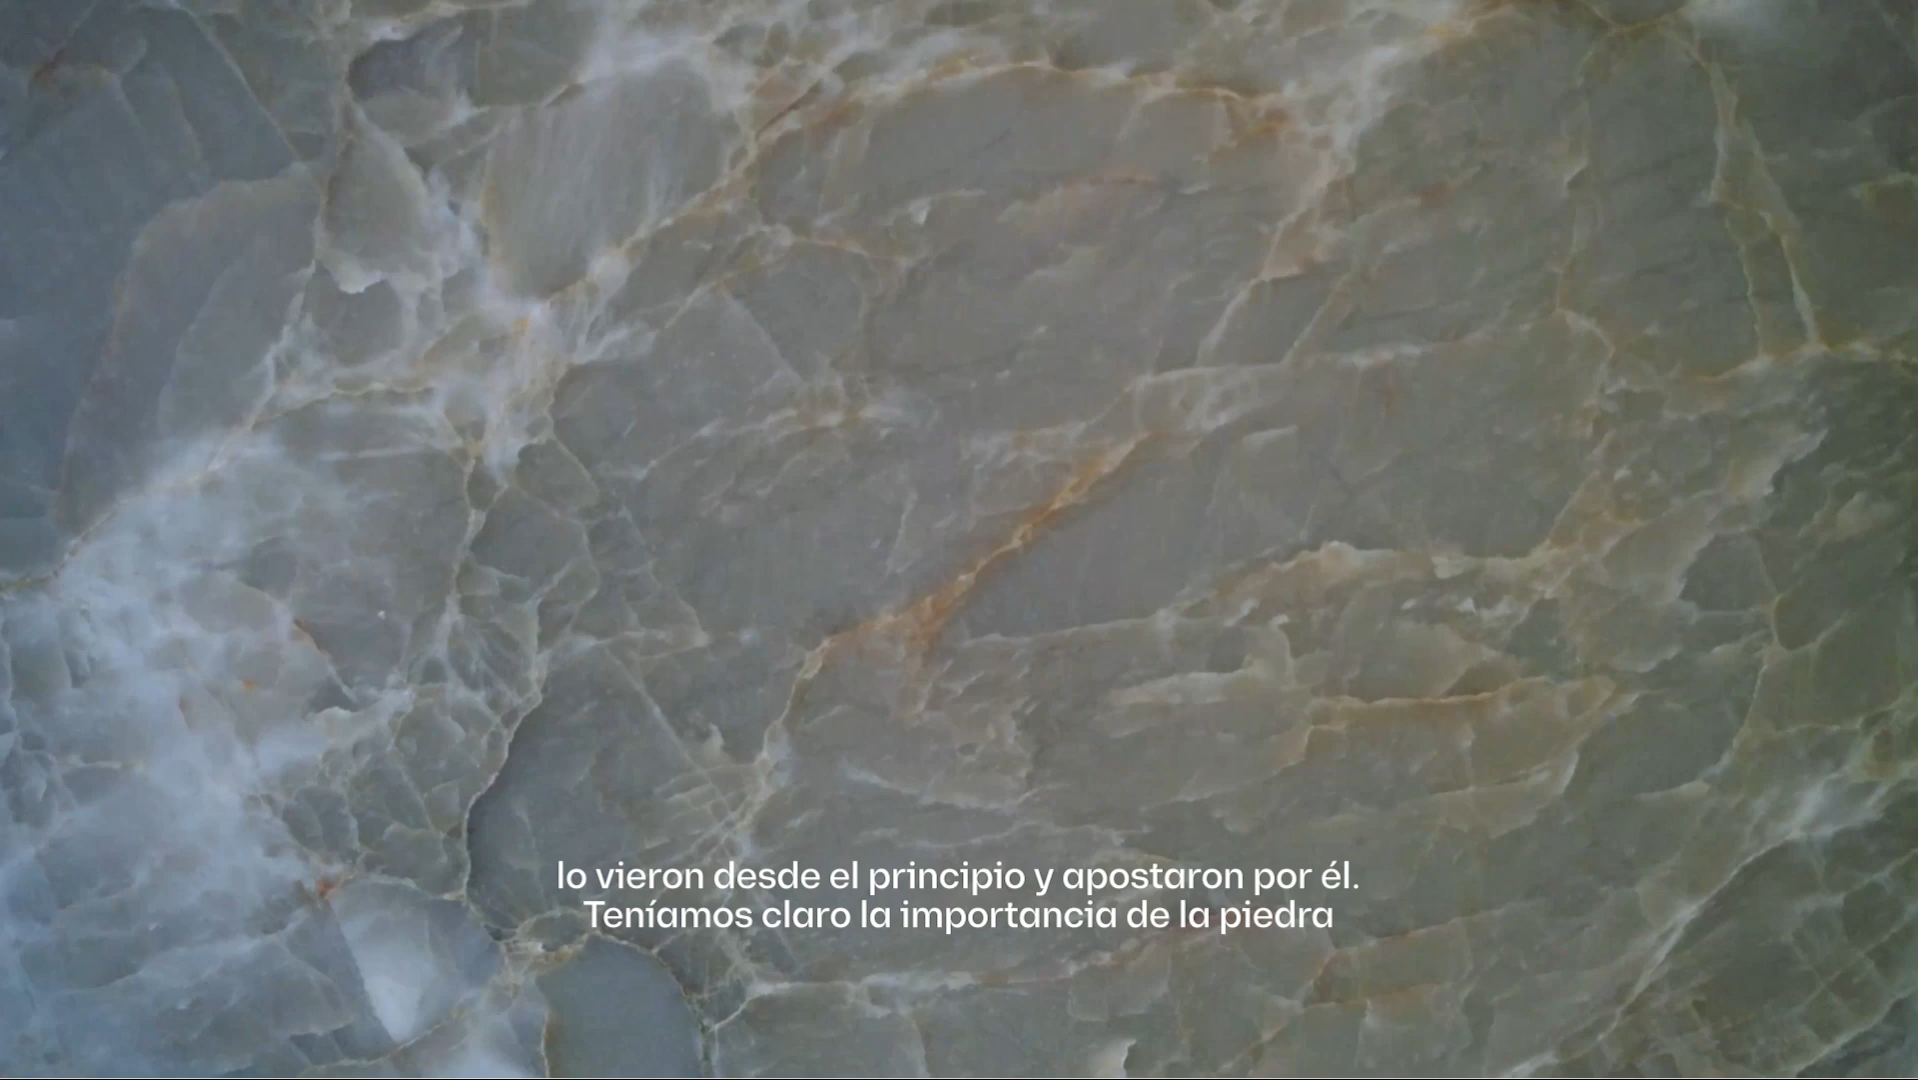 lo vieron desde el principio y apostaron por él.
Teníamos claro la importancia de la piedra